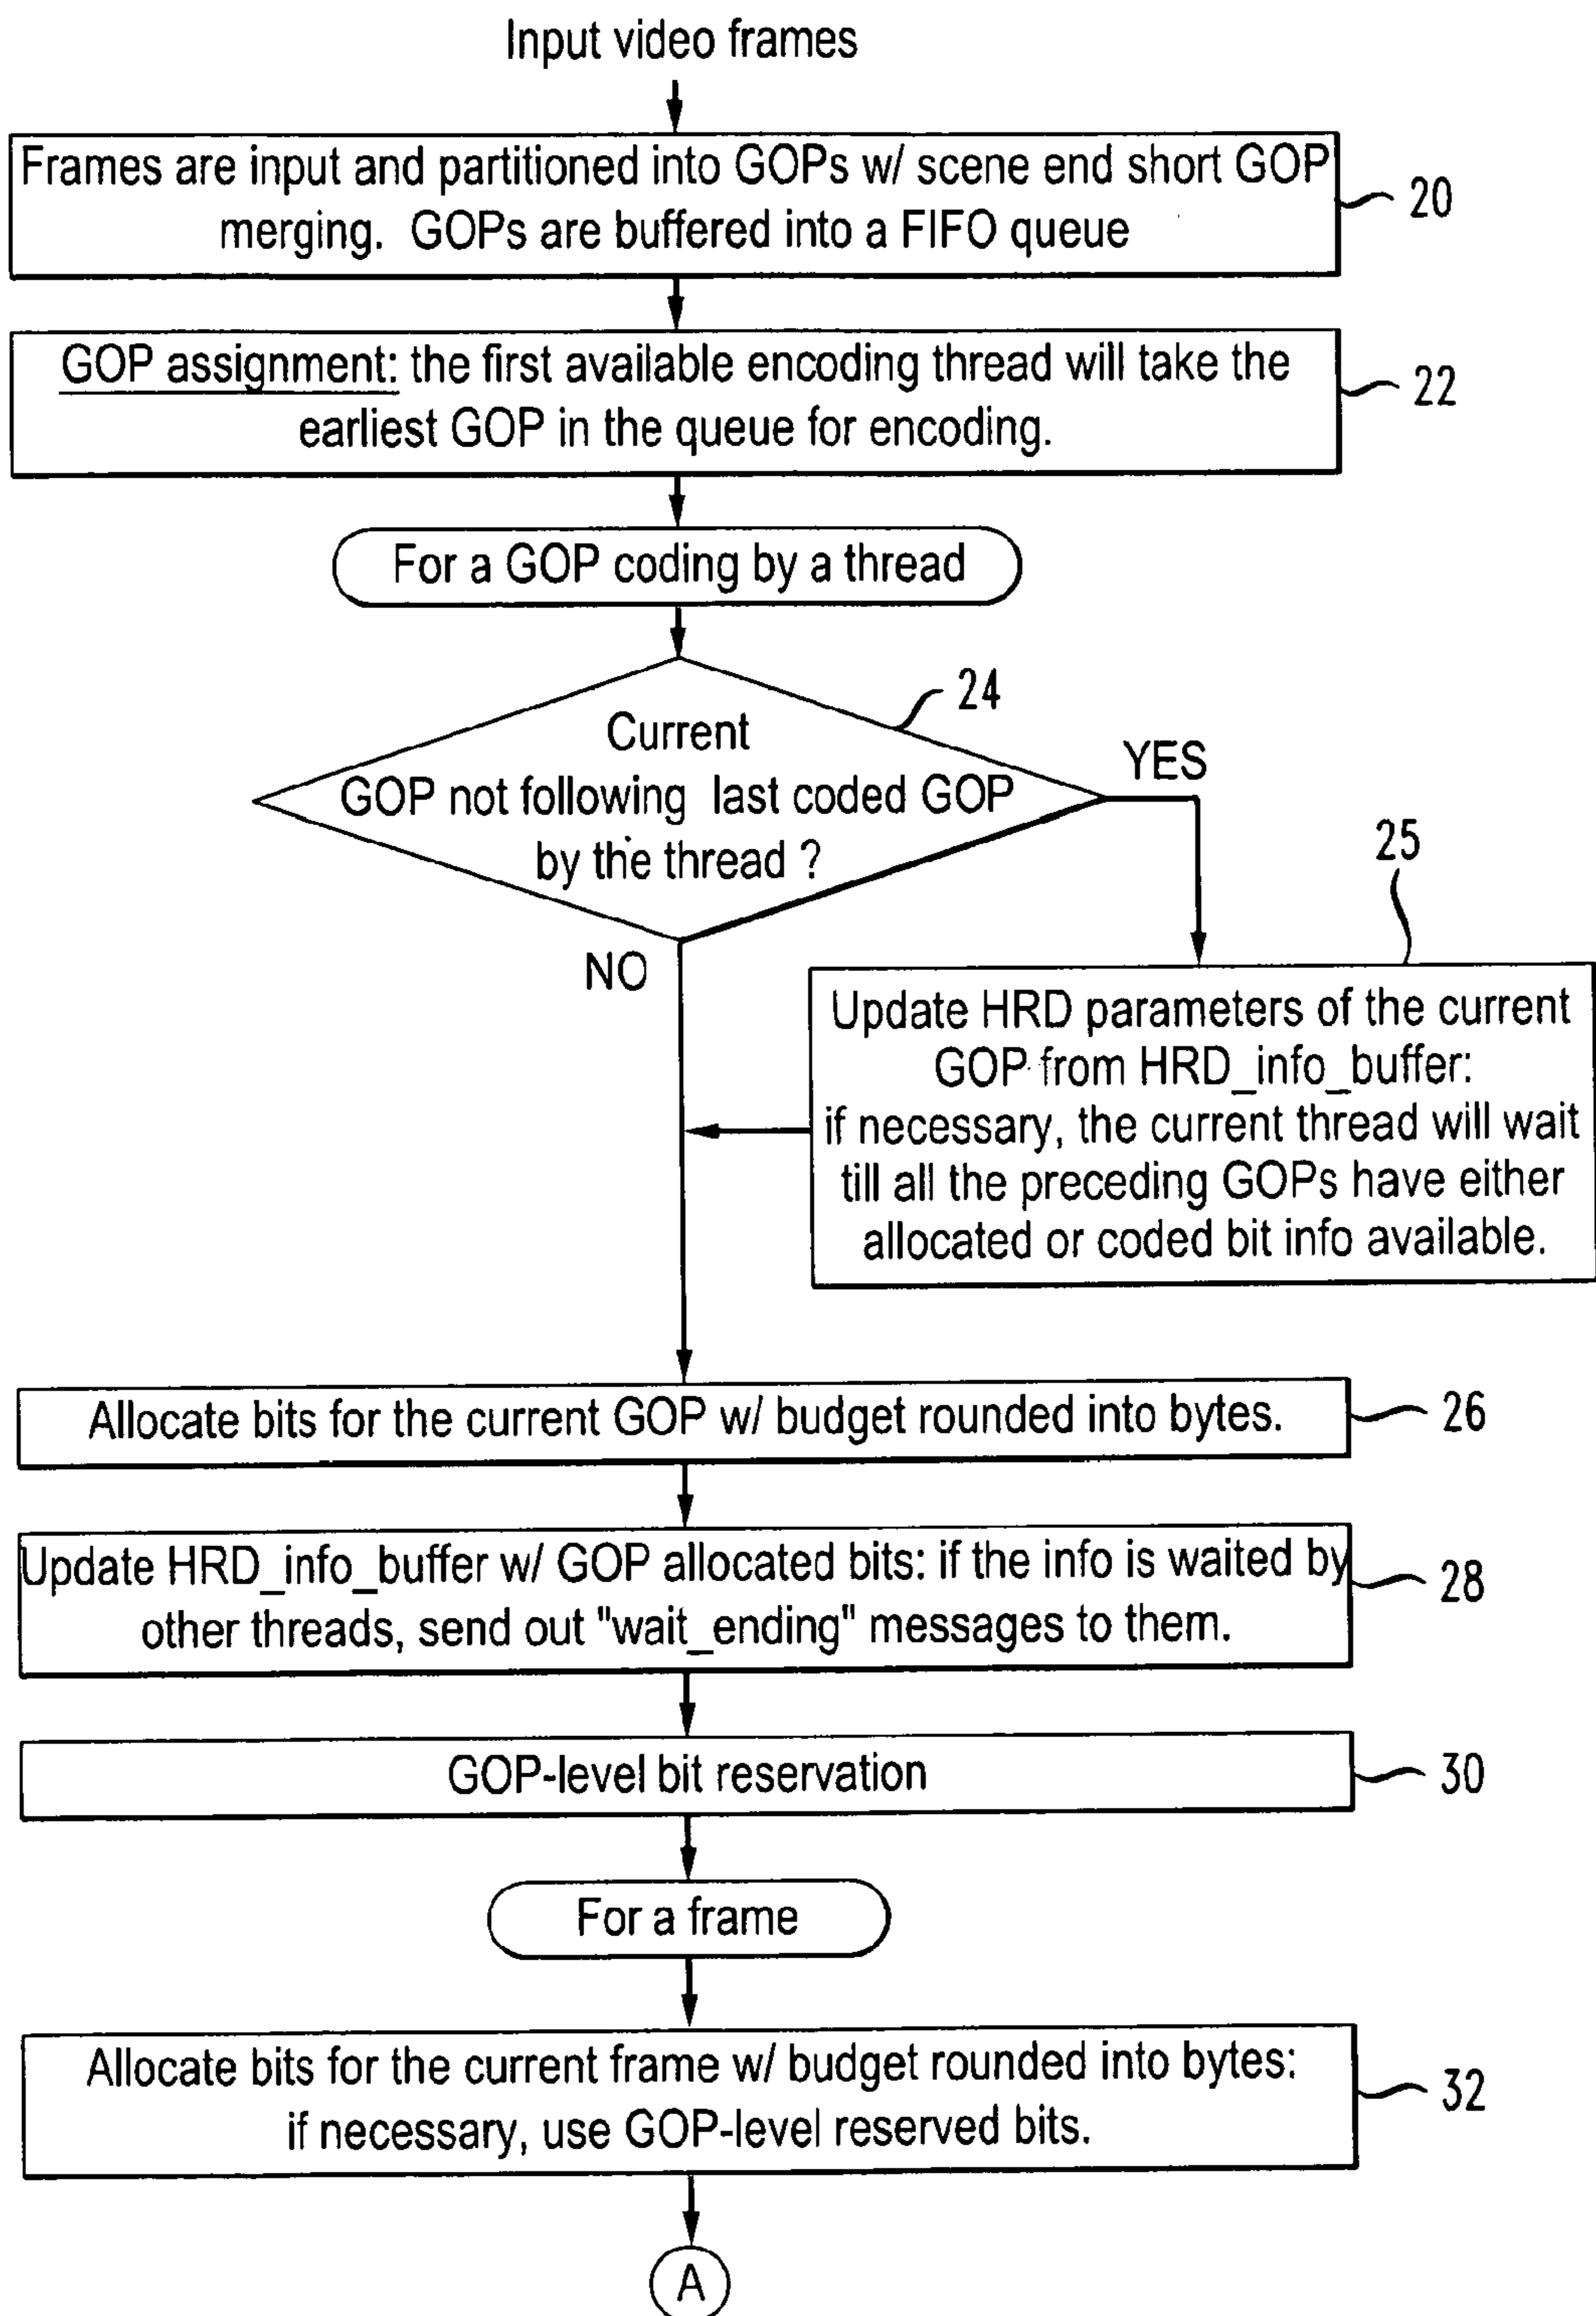 Input video frames
Frames are input and partitioned into GOPs w/ scene end short GOP
merging. GOPs are buffered into a FIFO queue
20
GOP assignment: the first available encoding thread will take the
earliest GOP in the queue for encoding.
22
For a GOP coding by a thread
24
Current
GOP not following last coded GOP
by the thread ?
YES
NO
25
Update HRD parameters of the current
GOP from HRD_info_buffer:
if necessary, the current thread will wait
till all the preceding GOPs have either
allocated or coded bit info available.
Allocate bits for the current GOP w/ budget rounded into bytes.
26
Update HRD_info_buffer w/ GOP allocated bits: if the info is waited by
other threads, send out "wait_ending" messages to them.
28
GOP-level bit reservation
30
For a frame
Allocate bits for the current frame w/ budget rounded into bytes:
if necessary, use GOP-level reserved bits.
32
A